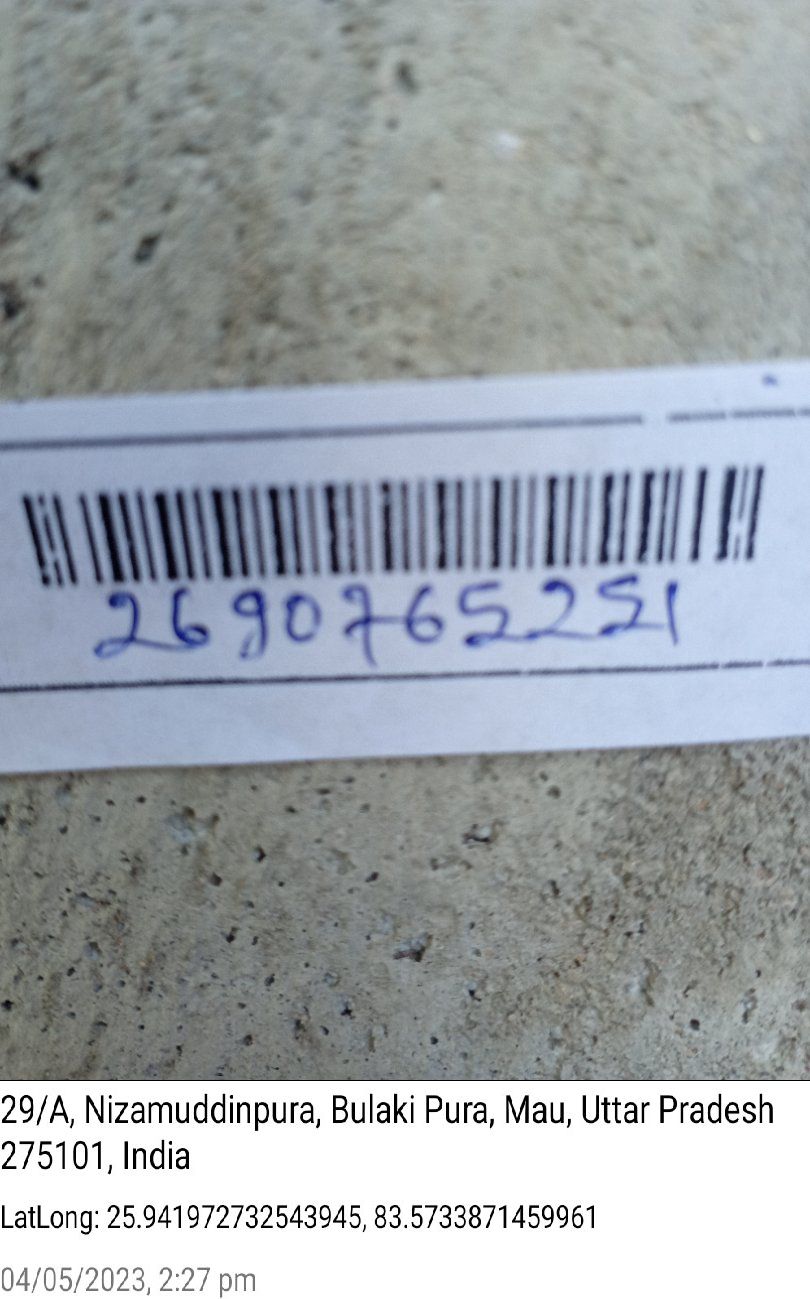 2690765251
29/A, Nizamuddinpura, Bulaki Pura, Mau, Uttar Pradesh
275101, India
LatLong: 25.941972732543945, 83.5733871459961
04/05/2023, 2:27 pm